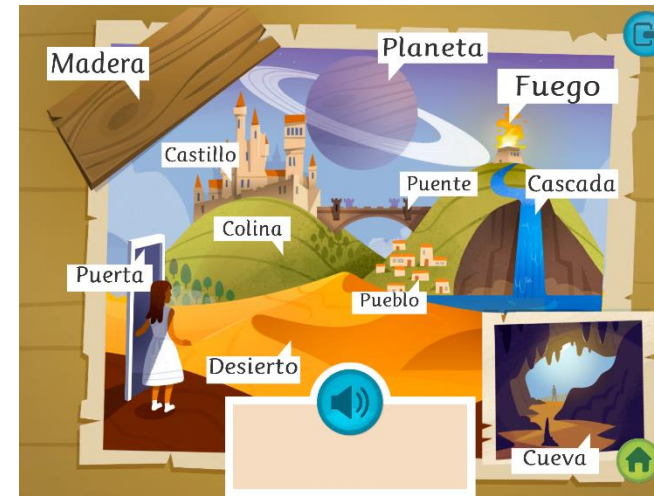 Planeta
Madera
Fuego
Castillo
Puente
Cascada
Colina
Puerta
Pueblo
Desierto
Cueva